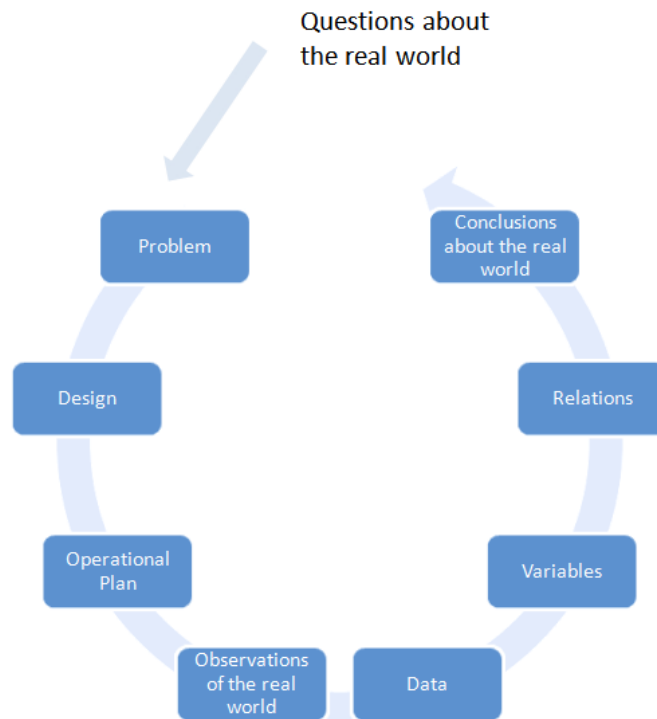 Questions about
the real world
Problem
Design
Operational
Plan
Observations
of the real
world
Data
Variables
Relations
Conclusions
about the real
world